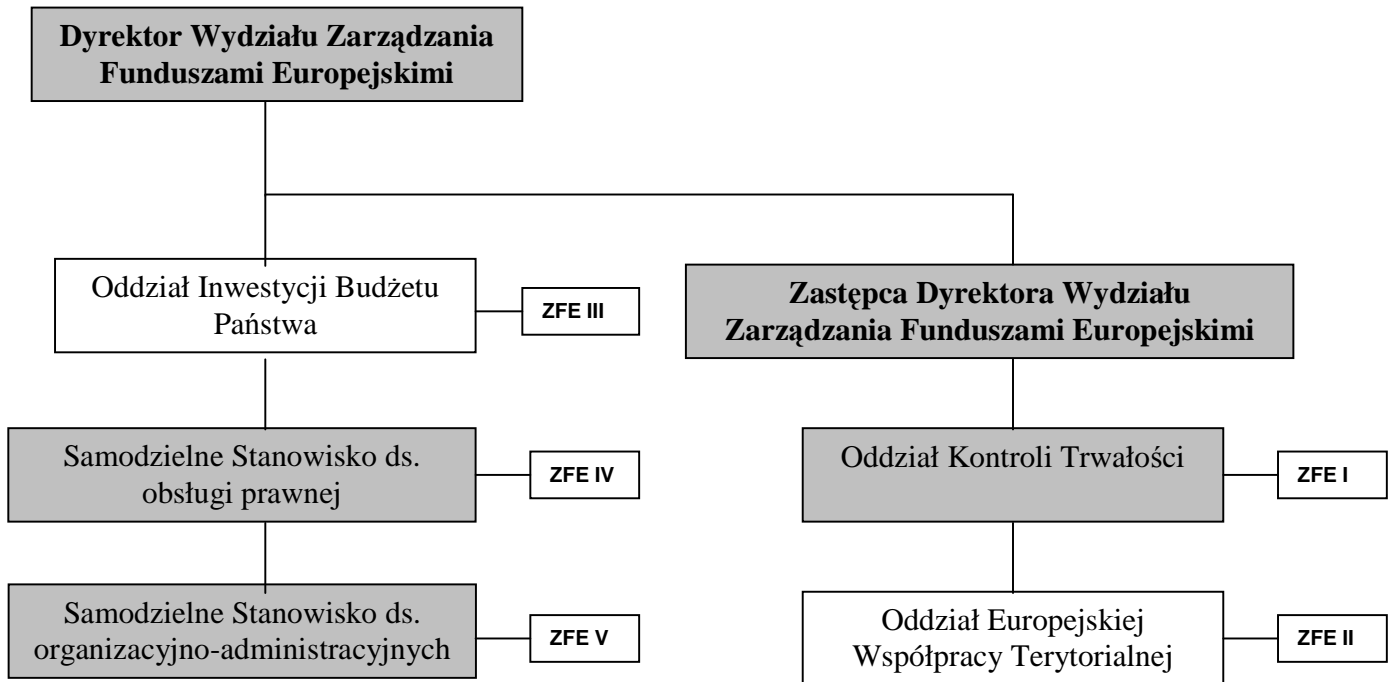 Dyrektor Wydziału Zarządzania
Funduszami Europejskimi
Oddział Inwestycji Budżetu
Państwa
ZFE III
Zastępca Dyrektora Wydziału
Zarządzania Funduszami Europejskimi
Samodzielne Stanowisko ds.
obsługi prawnej
ZFE IV
Oddział Kontroli Trwałości
ZFE I
Samodzielne Stanowisko ds.
organizacyjno-administracyjnych
ZFE V
Oddział Europejskiej
Współpracy Terytorialnej
ZFE II